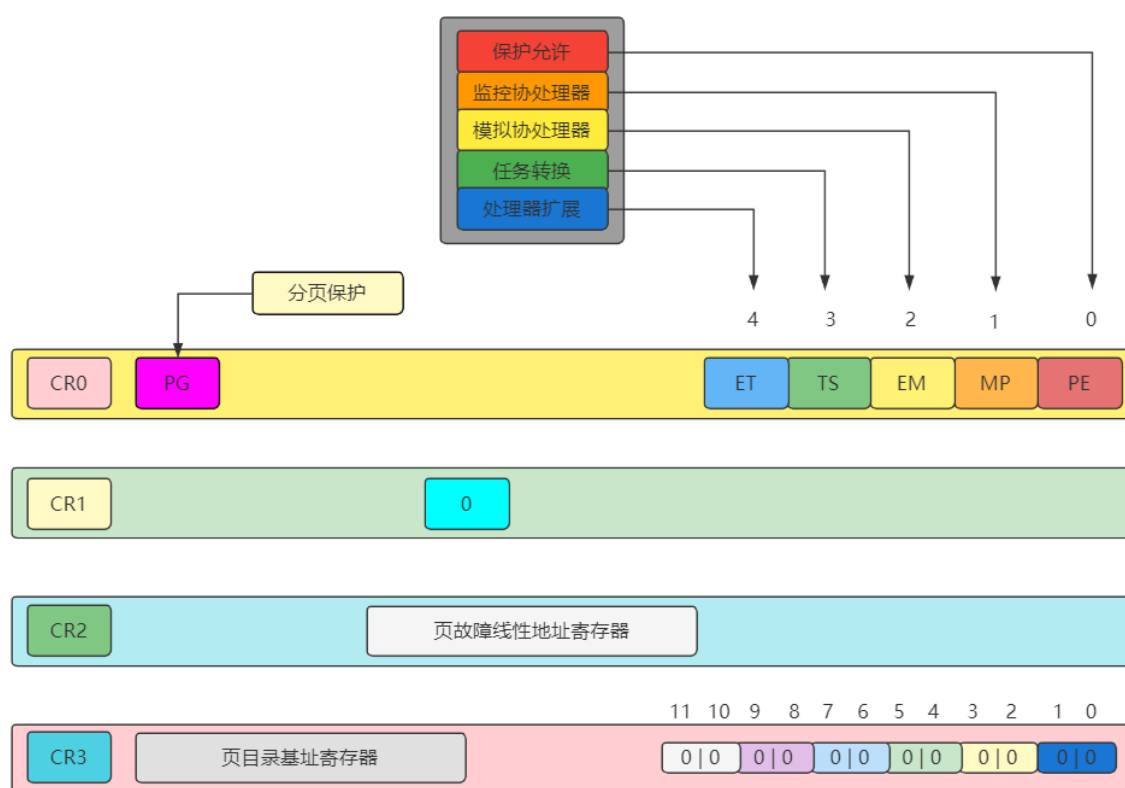 保护允许
监控协处理器
模拟协处理器
任务转换
处理器扩展
分页保护
4 3 2 1 0
CR0 PG ET TS EM MP PE
CR1 0
CR2 页故障线性地址寄存器
11 10 9 8 7 6 5 4 3 2 1 0
CR3 页目录基址寄存器 0|0 0|0 0|0 0|0 0|0 0|0